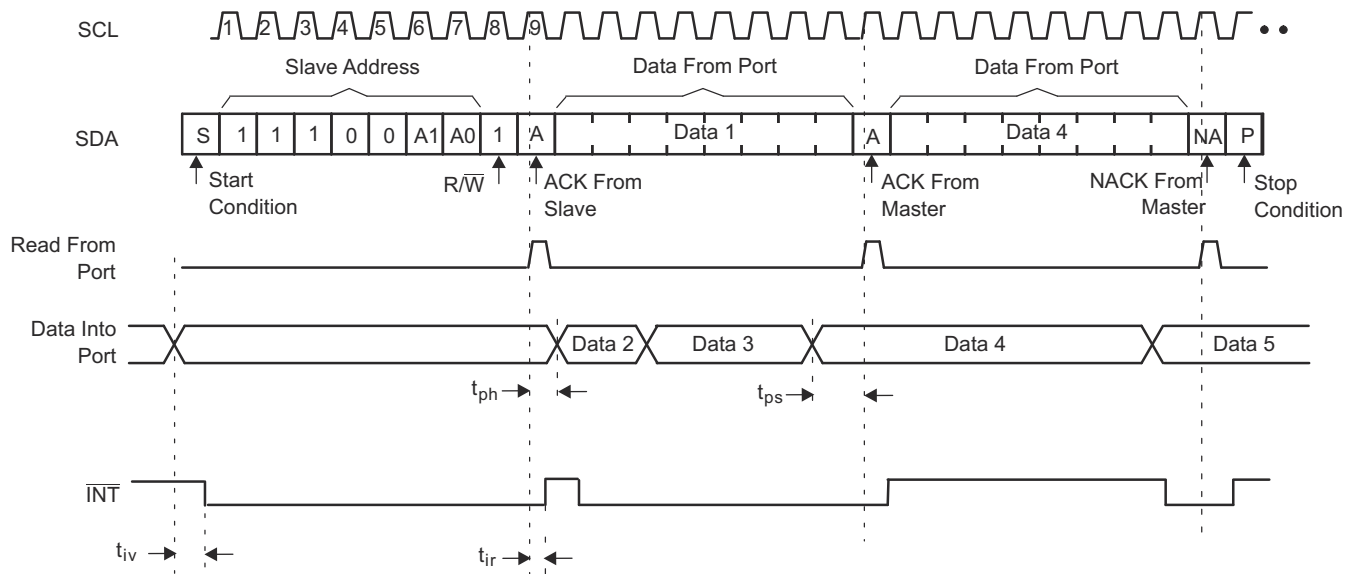 SCL
1 2 3 4 5 6 7 8 9
Slave Address
Data From Port
Data From Port
SDA
S 1 1 1 0 0 A1 A0 1 A Data 1 A Data 4 NA P
Start
Condition
R/W
ACK From
Slave
ACK From
Master
NACK From
Master
Stop
Condition
Read From
Port
Data Into
Port
Data 2
Data 3
Data 4
Data 5
tph
tps
INT
tiv
tir